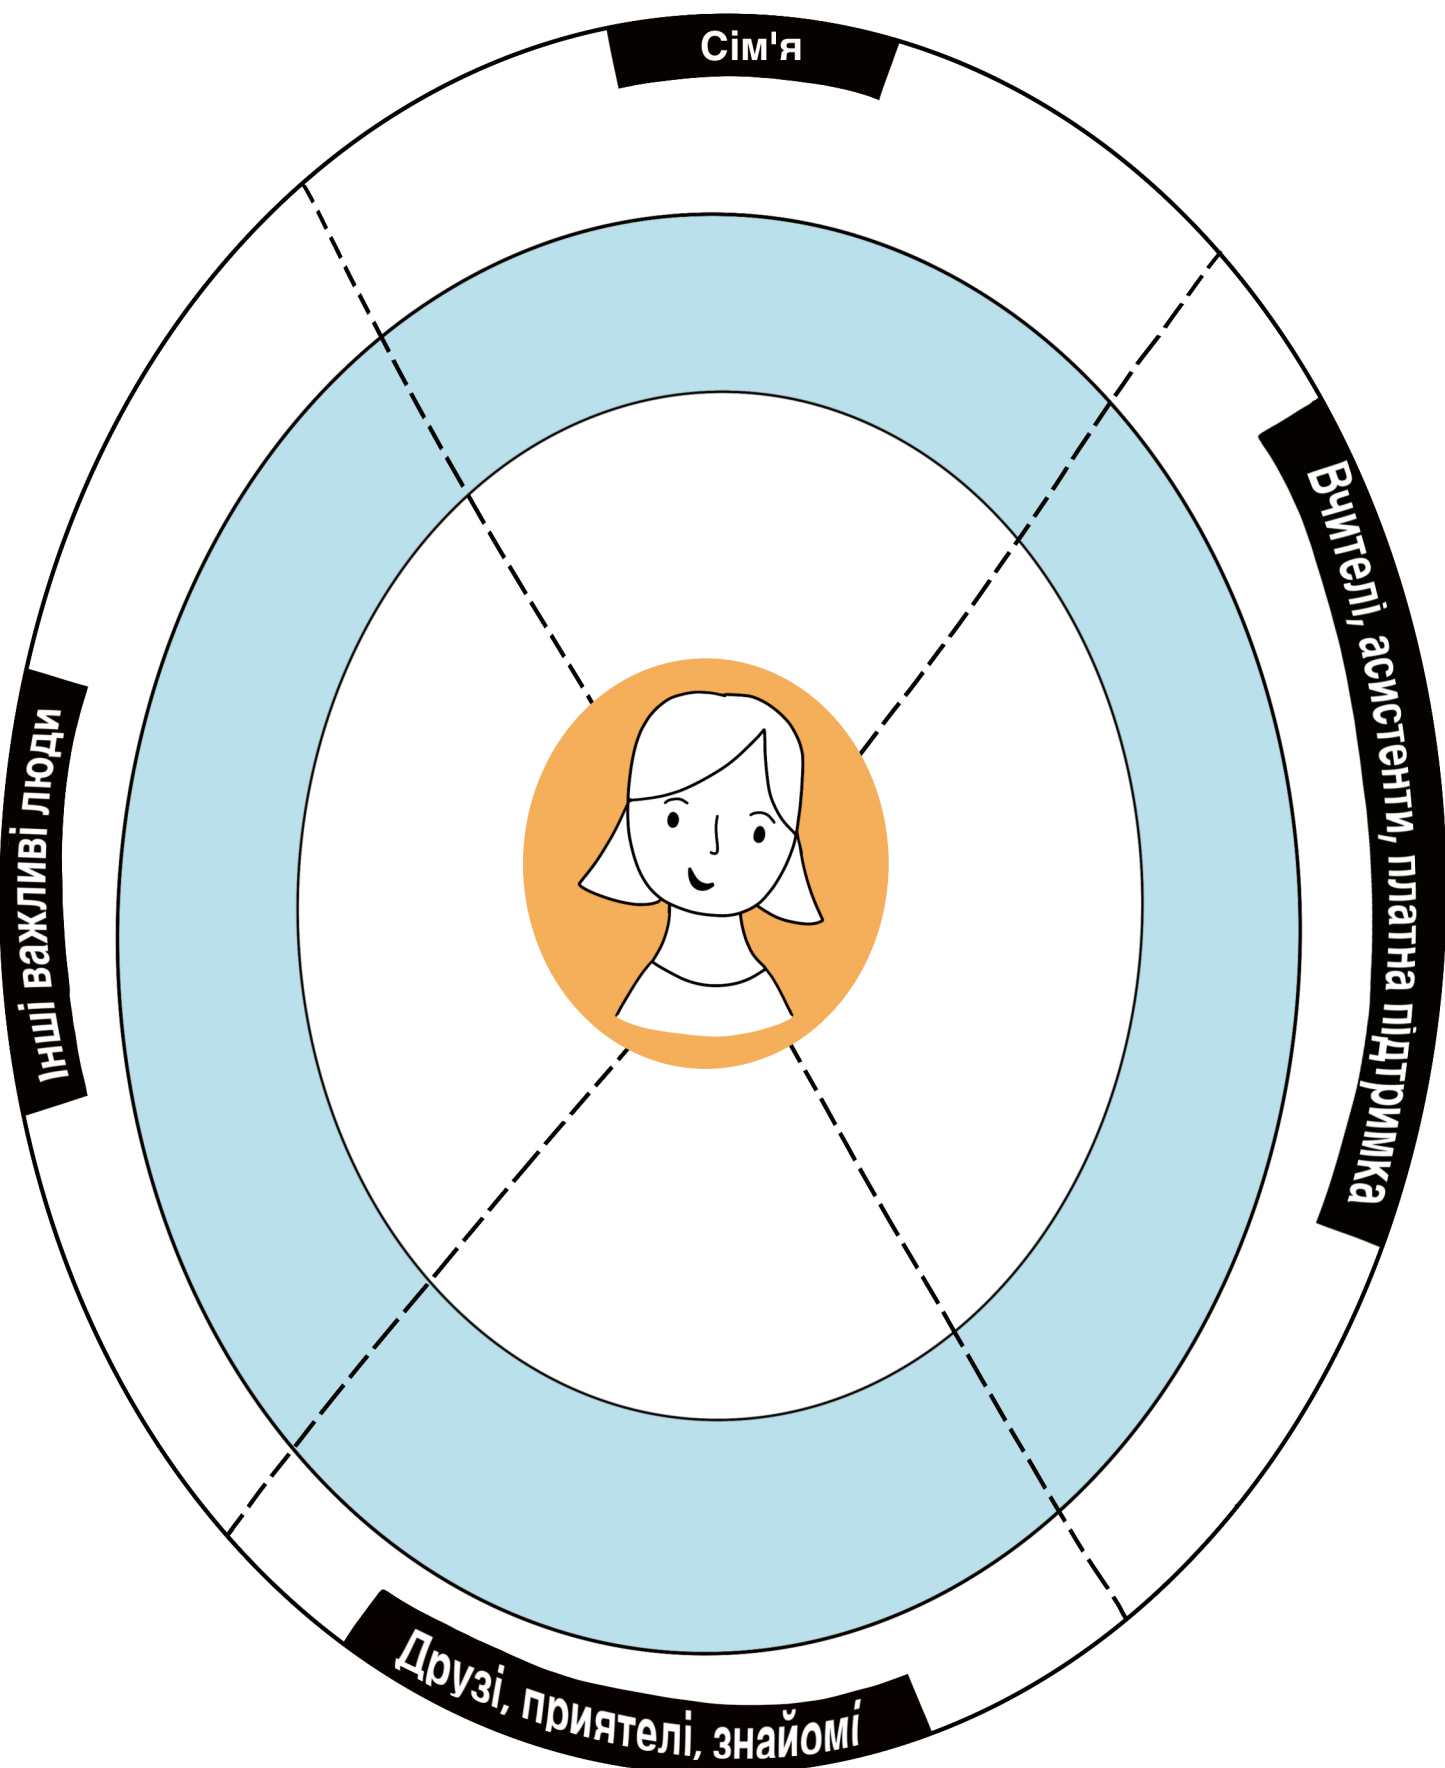 Сім'я
Вчителі, асистенти, платна підтримка
Друзі, приятелі, знайомі
Інші важливі люди